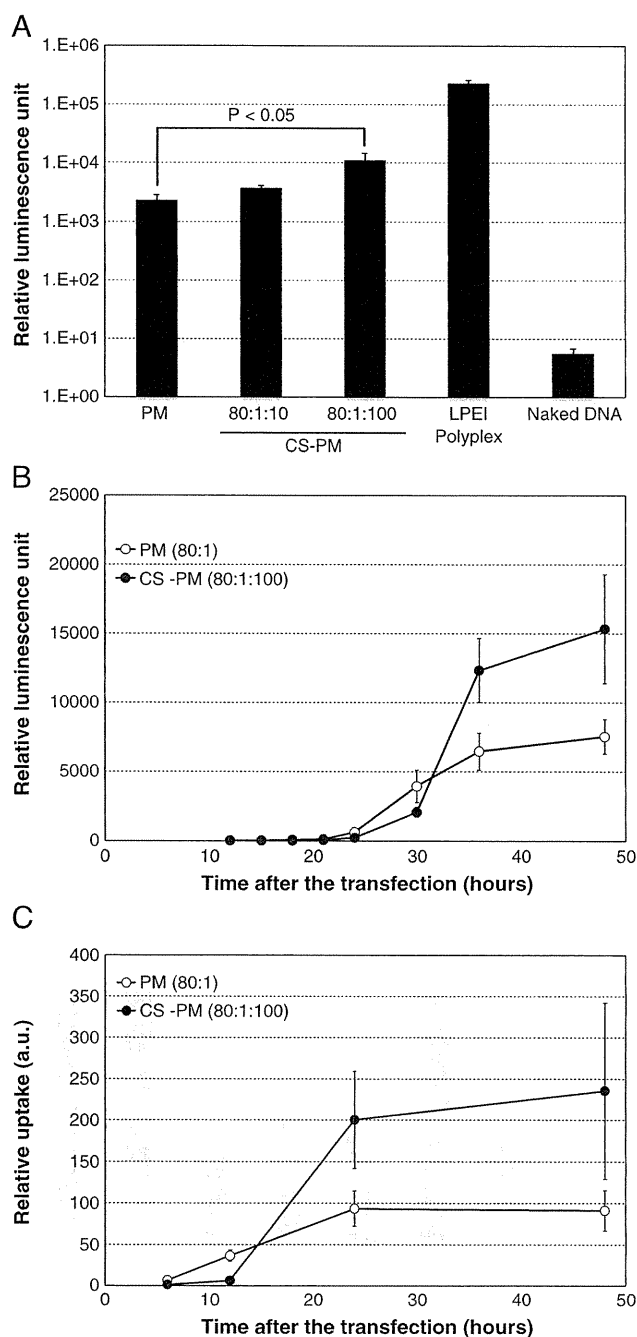 A
1.E+06
1.E+05
1.E+04
1.E+03
1.E+02
1.E+01
1.E+00
Relative luminescence unit
P < 0.05
PM
80:1:10
80:1:100
LPEI
Polyplex
Naked DNA
CS-PM
B
25000
20000
15000
10000
5000
0
Relative luminescence unit
PM (80:1)
CS -PM (80:1:100)
0 10 20 30 40 50
Time after the transfection (hours)
C
400
350
300
250
200
150
100
50
0
Relative uptake (a.u.)
PM (80:1)
CS -PM (80:1:100)
0 10 20 30 40 50
Time after the transfection (hours)